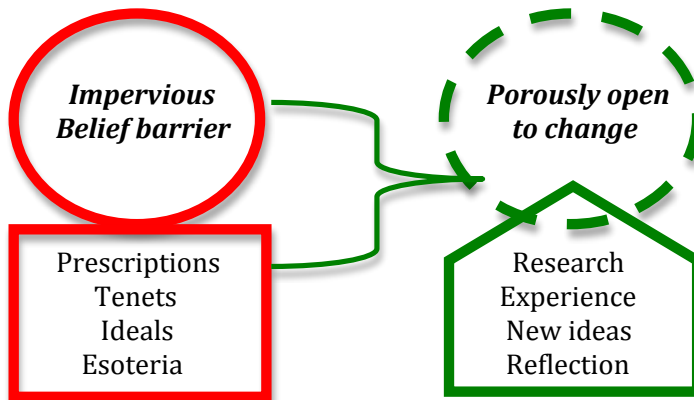 Impervious
Belief barrier
Prescriptions
Tenets
Ideals
Esoteria
Porously open
to change
Research
Experience
New ideas
Reflection